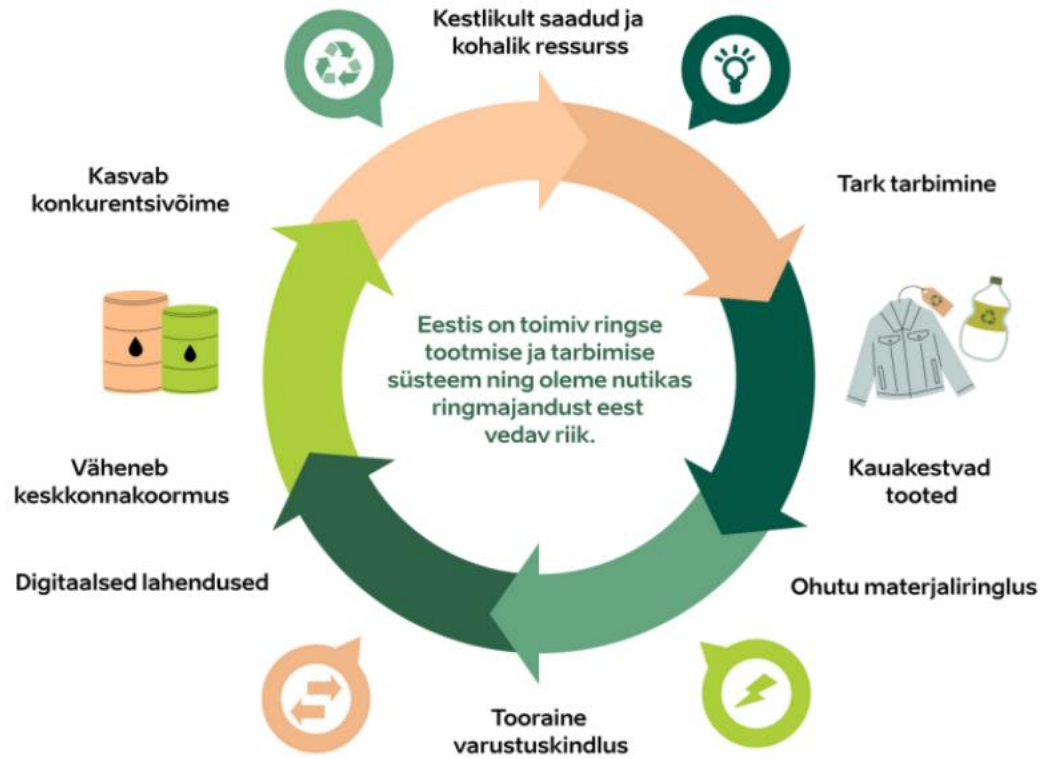 Kestlikult saadud ja
kohalik ressurss
Tark tarbimine
Kauakestvad
tooted
Ohutu materjaliringlus
Tooraine
varustuskindlus
Digitaalsed lahendused
Väheneb
keskkonnakoormus
Kasvab
konkurentsivõime
Eestis on toimiv ringse
tootmise ja tarbimise
süsteem ning oleme nutikas
ringmajandust eest
vedav riik.